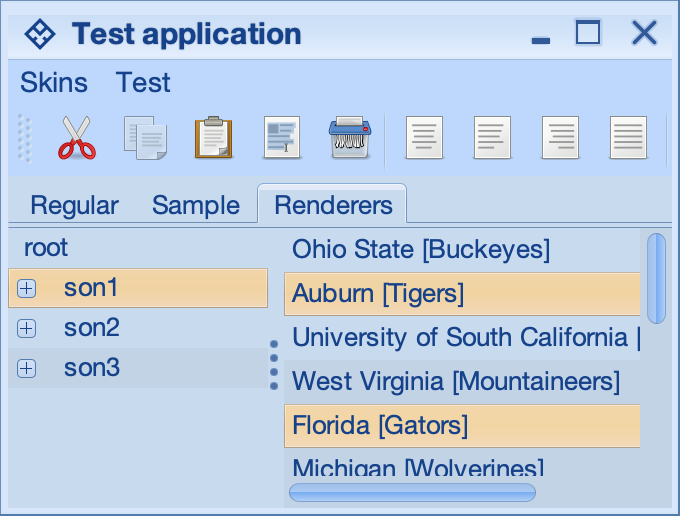 Test application
Skins Test
Regular Sample Renderers
root
son1
son2
son3
Ohio State [Buckeyes]
Auburn [Tigers]
University of South California [
West Virginia [Mountaineers]
Florida [Gators]
Michigan [Wolverines]